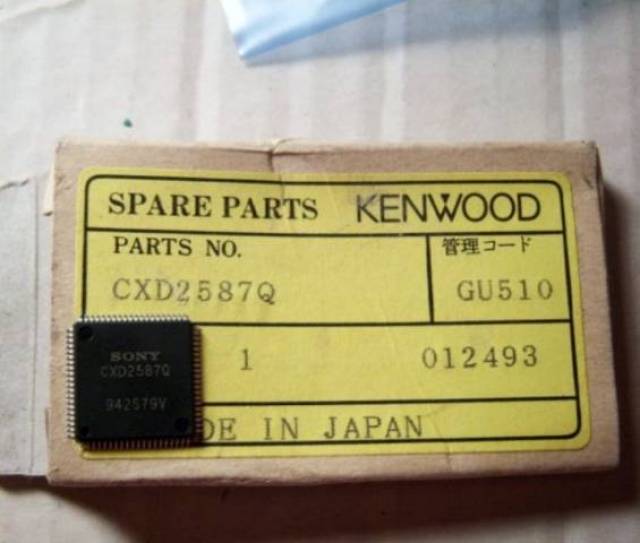 SPARE PARTS KENWOOD
PARTS NO. 管理コード
CXD2587Q GU510
SONY
CXD2587Q
942S79V
1 012493
DE IN JAPAN